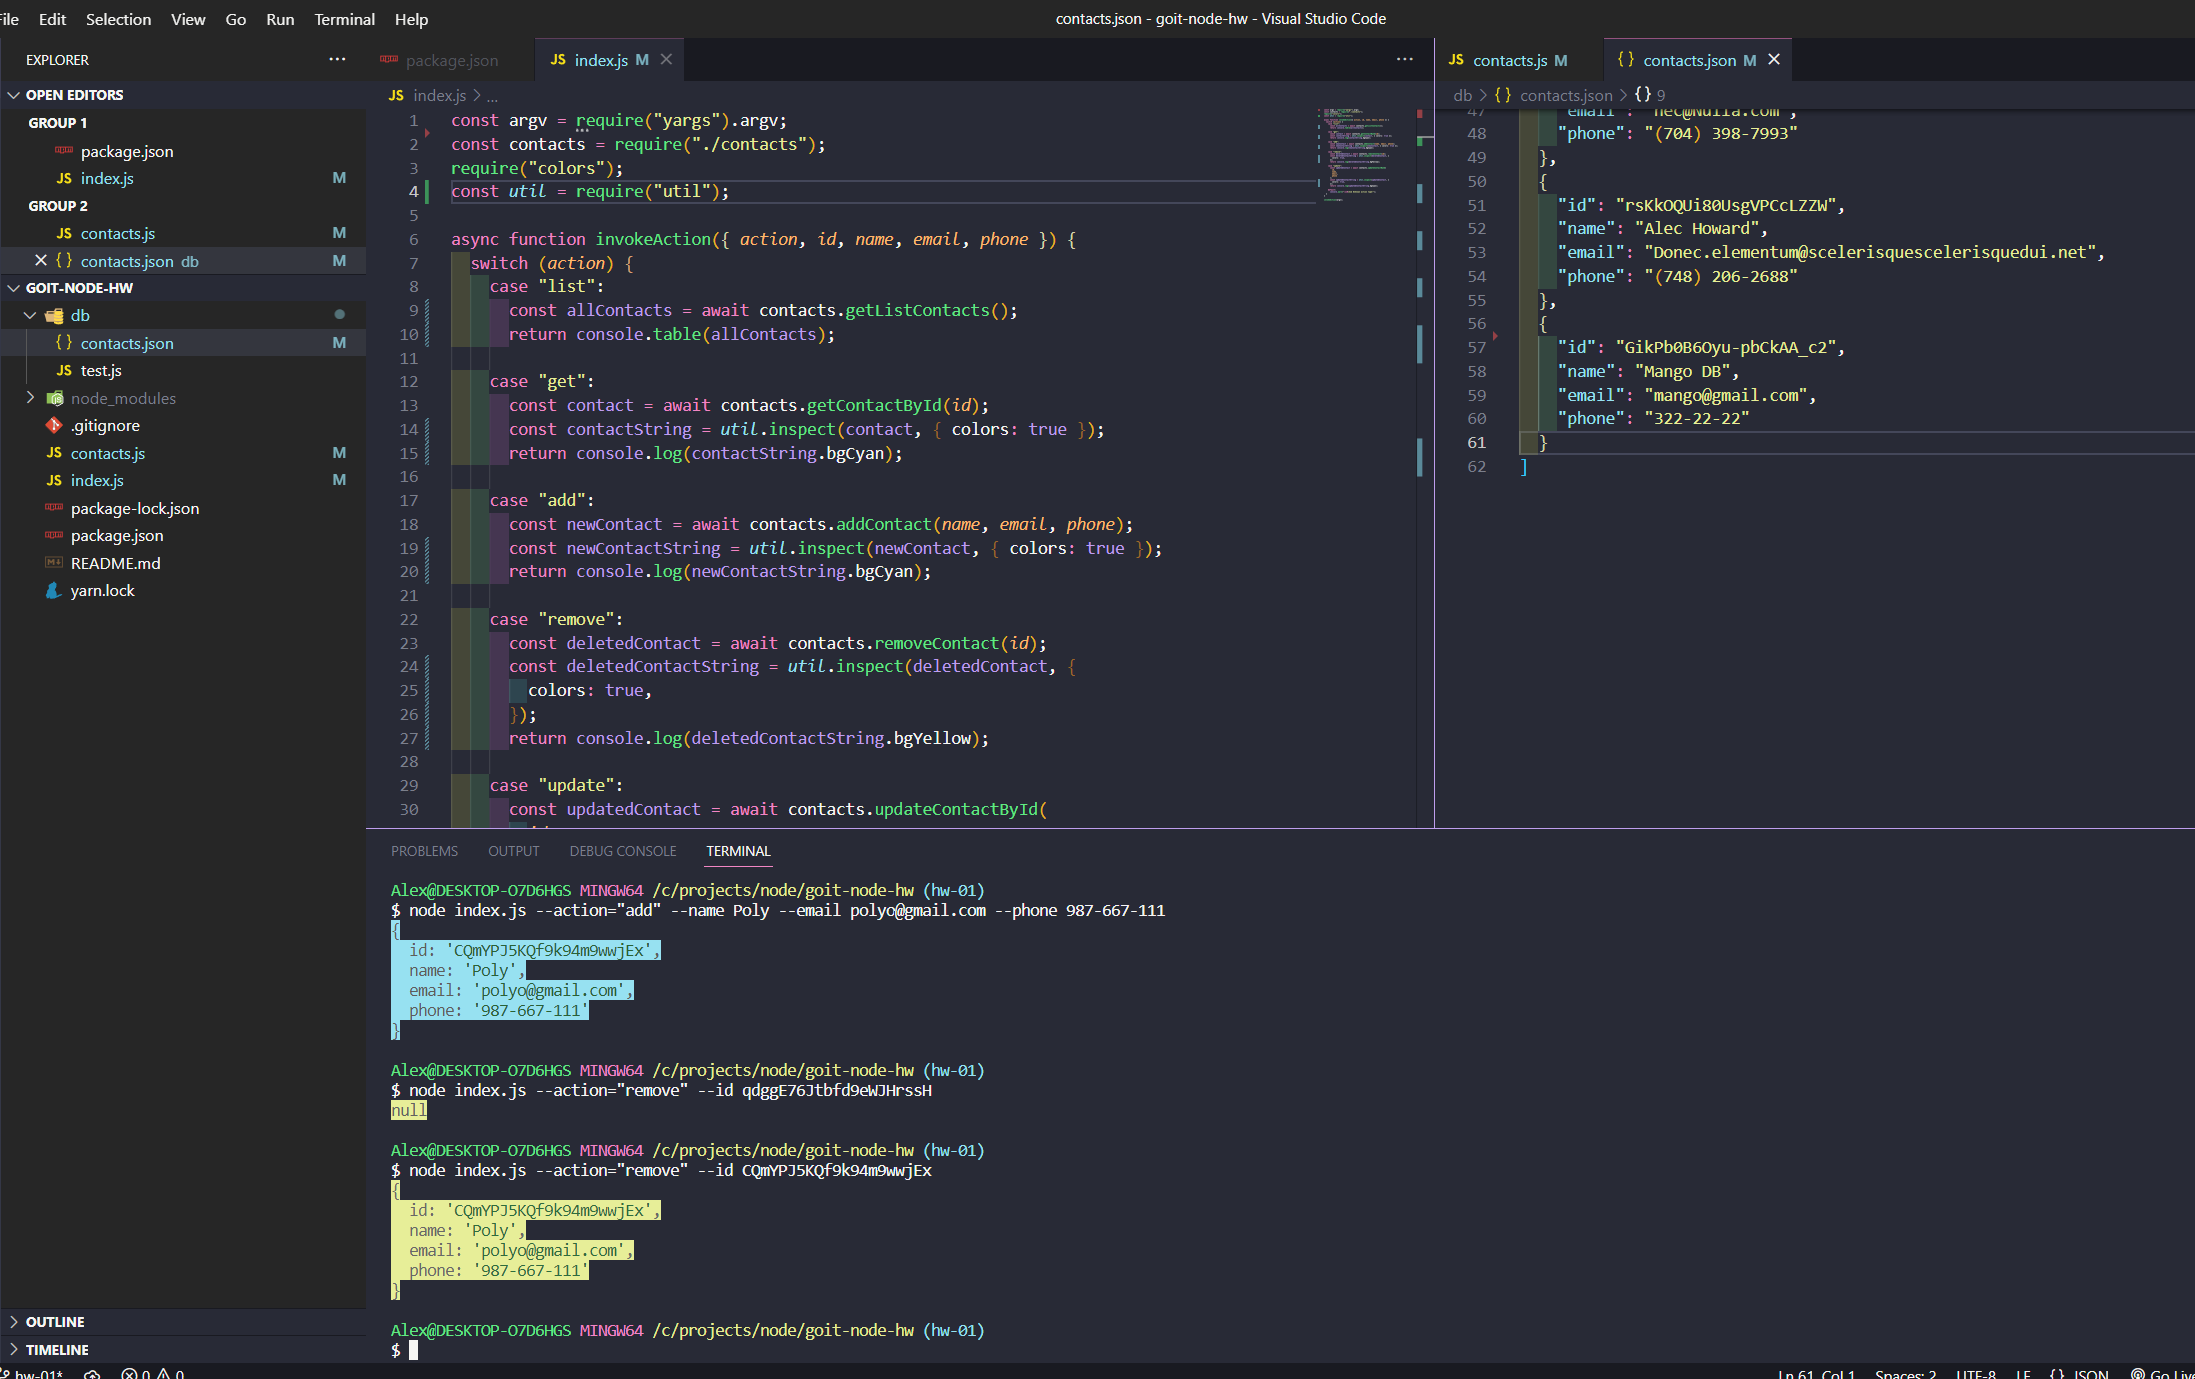 File Edit Selection View Go Run Terminal Help
contacts.json - goit-node-hw - Visual Studio Code
EXPLORER
OPEN EDITORS
GROUP 1
package.json
index.js M
GROUP 2
contacts.js M
contacts.json db M
GOIT-NODE-HW
db
contacts.json M
test.js
node_modules
.gitignore
contacts.js M
index.js M
package-lock.json
package.json
README.md
yarn.lock
OUTLINE
TIMELINE
package.json
JS index.js M
JS index.js > ...
1 const argv = require("yargs").argv;
2 const contacts = require("./contacts");
3 require("colors");
4 const util = require("util");
5
6 async function invokeAction({ action, id, name, email, phone }) {
7 switch (action) {
8 case "list":
9 const allContacts = await contacts.getListContacts();
10 return console.table(allContacts);
11
12 case "get":
13 const contact = await contacts.getContactById(id);
14 const contactString = util.inspect(contact, { colors: true });
15 return console.log(contactString.bgCyan);
16
17 case "add":
18 const newContact = await contacts.addContact(name, email, phone);
19 const newContactString = util.inspect(newContact, { colors: true });
20 return console.log(newContactString.bgCyan);
21
22 case "remove":
23 const deletedContact = await contacts.removeContact(id);
24 const deletedContactString = util.inspect(deletedContact, {
25 colors: true,
26 });
27 return console.log(deletedContactString.bgYellow);
28
29 case "update":
30 const updatedContact = await contacts.updateContactById(
JS contacts.js M
{} contacts.json M
db > {} contacts.json > {} 9
47 "email": "nec@Nulla.com",
48 "phone": "(704) 398-7993"
49 },
50 {
51 "id": "rsKkOQUi80UsgVPCcLZZW",
52 "name": "Alec Howard",
53 "email": "Donec.elementum@scelerisquescelerisquedui.net",
54 "phone": "(748) 206-2688"
55 },
56 {
57 "id": "GikPb0B6Oyu-pbCkAA_c2",
58 "name": "Mango DB",
59 "email": "mango@gmail.com",
60 "phone": "322-22-22"
61 }
62 ]
PROBLEMS OUTPUT DEBUG CONSOLE TERMINAL
Alex@DESKTOP-O7D6HGS MINGW64 /c/projects/node/goit-node-hw (hw-01)
$ node index.js --action="add" --name Poly --email polyo@gmail.com --phone 987-667-111
{
id: 'CQmYPJ5KQf9k94m9wwjEx',
name: 'Poly',
email: 'polyo@gmail.com',
phone: '987-667-111'
}
Alex@DESKTOP-O7D6HGS MINGW64 /c/projects/node/goit-node-hw (hw-01)
$ node index.js --action="remove" --id qdggE76Jtbfd9eWJHrssH
null
Alex@DESKTOP-O7D6HGS MINGW64 /c/projects/node/goit-node-hw (hw-01)
$ node index.js --action="remove" --id CQmYPJ5KQf9k94m9wwjEx
{
id: 'CQmYPJ5KQf9k94m9wwjEx',
name: 'Poly',
email: 'polyo@gmail.com',
phone: '987-667-111'
}
Alex@DESKTOP-O7D6HGS MINGW64 /c/projects/node/goit-node-hw (hw-01)
$
hw-01* 0 0 Ln 61, Col 1 Spaces: 2 UTF-8 LF {} JSON Go Live